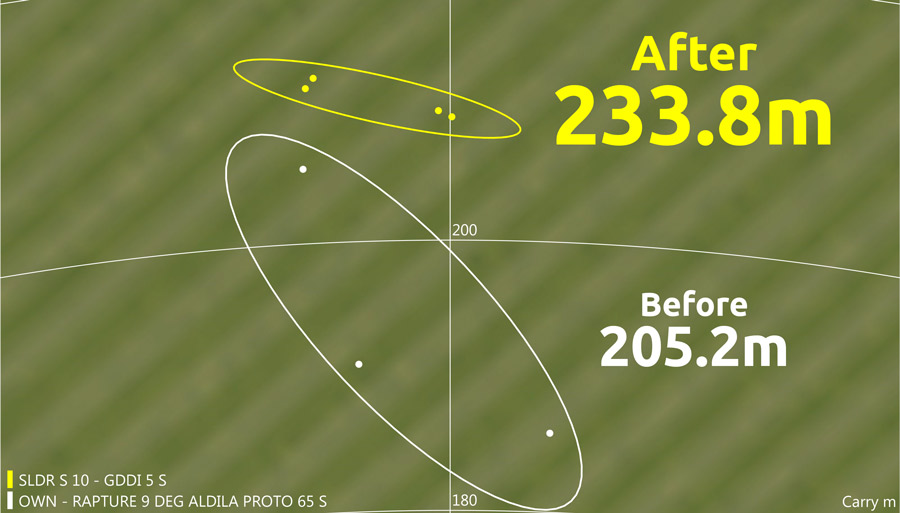 After
233.8m
200
Before
205.2m
SLDR S 10 - GDDI 5 S
OWN - RAPTURE 9 DEG ALDILA PROTO 65 S
180
Carry m